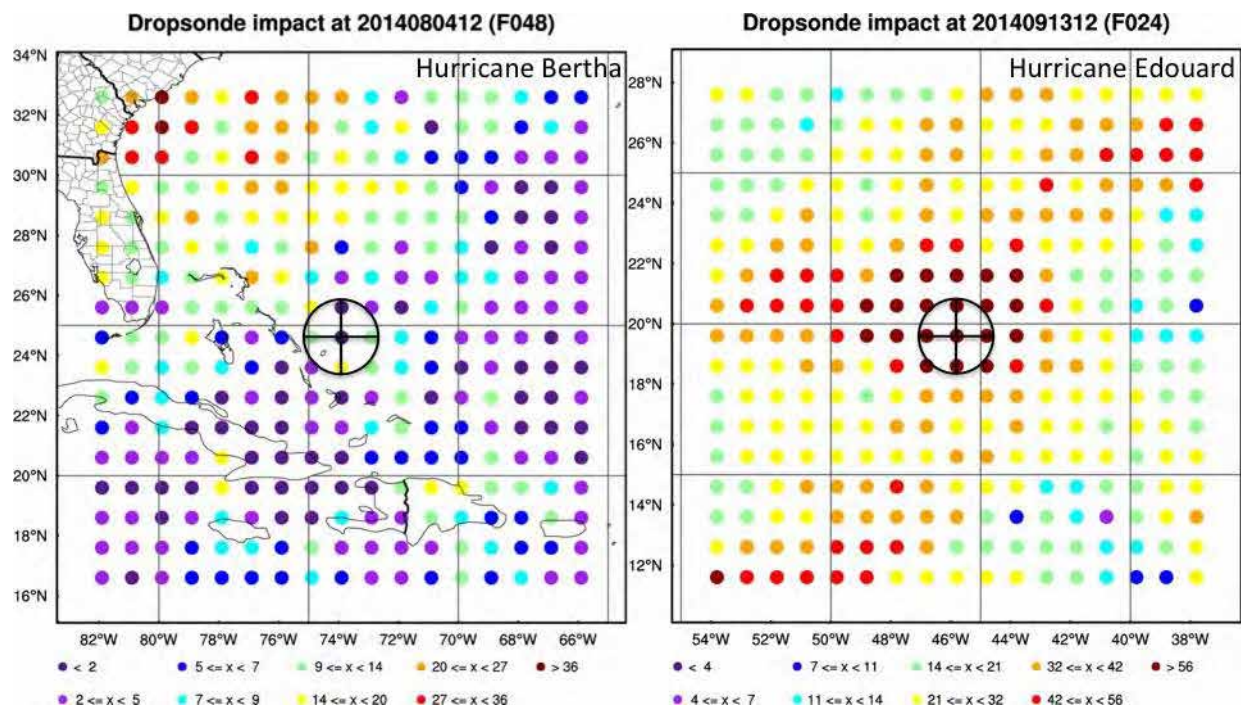 Dropsonde impact at 2014080412 (F048)
Hurricane Bertha
34°N
32°N
30°N
28°N
26°N
24°N
22°N
20°N
18°N
16°N
82°W 80°W 78°W 76°W 74°W 72°W 70°W 68°W 66°W
< 2 5 <= x < 7 9 <= x < 14 20 <= x < 27 > 36
2 <= x < 5 7 <= x < 9 14 <= x < 20 27 <= x < 36
Dropsonde impact at 2014091312 (F024)
Hurricane Edouard
28°N
26°N
24°N
22°N
20°N
18°N
16°N
14°N
12°N
54°W 52°W 50°W 48°W 46°W 44°W 42°W 40°W 38°W
< 4 7 <= x < 11 14 <= x < 21 32 <= x < 42 > 56
4 <= x < 7 11 <= x < 14 21 <= x < 32 42 <= x < 56